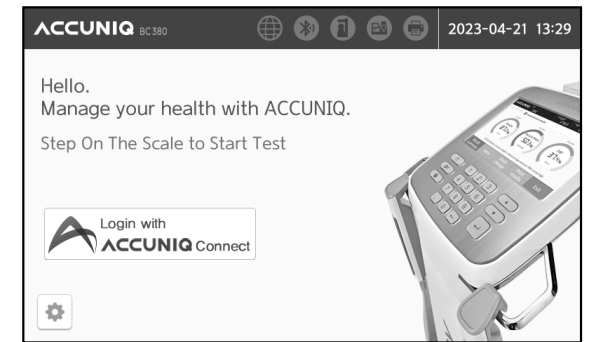 ACCUNIQ BC380
2023-04-21 13:29
Hello.
Manage your health with ACCUNIQ.
Step On The Scale to Start Test
Login with
ACCUNIQ Connect
Exit